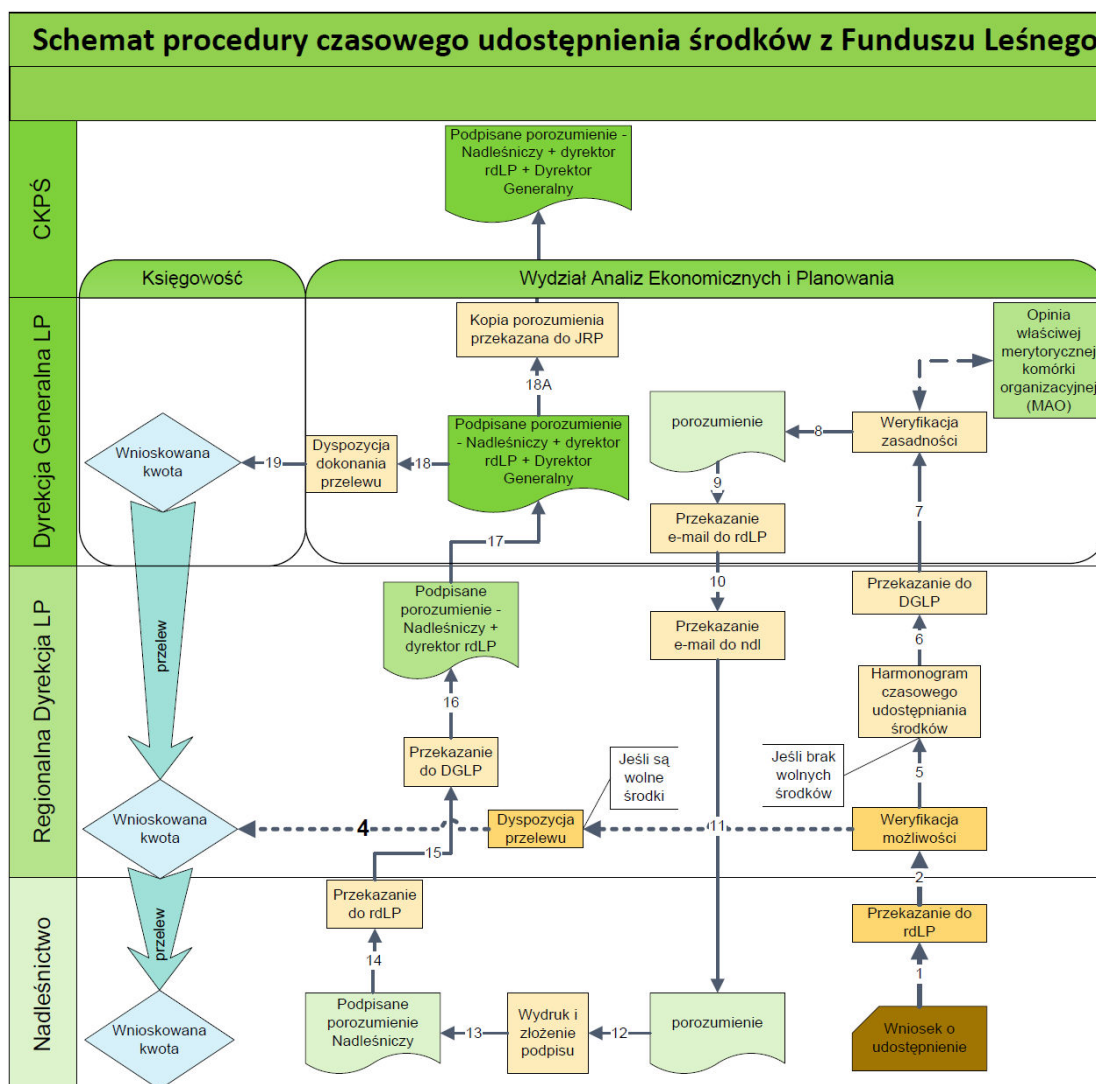 Schemat procedury czasowego udostępnienia środków z Funduszu Leśnego
CKPŚ
Podpisane porozumienie -
Nadleśniczy + dyrektor
rdLP + Dyrektor
Generalny
Księgowość
Wydział Analiz Ekonomicznych i Planowania
Dyrekcja Generalna LP
Kopia porozumienia
przekazana do JRP
Opinia
właściwej
merytorycznej
komórki
organizacyjnej
(MAO)
18A
Wnioskowana
kwota
19
Dyspozycja
dokonania
przelewu
18
Podpisane porozumienie
- Nadleśniczy + dyrektor
rdLP + Dyrektor
Generalny
porozumienie
8
Weryfikacja
zasadności
9
Przekazanie
e-mail do rdLP
7
17
10
Regionalna Dyrekcja LP
przelew
Podpisane
porozumienie -
Nadleśniczy +
dyrektor rdLP
Przekazanie
e-mail do ndl
Przekazanie do
DGLP
6
16
Harmonogram
czasowego
udostępniania
środków
Przekazanie
do DGLP
Jeśli są
wolne
środki
Jeśli brak
wolnych
środków
5
Wnioskowana
kwota
4
Dyspozycja
przelewu
11
Weryfikacja
możliwości
15
2
Nadleśnictwo
przelew
Przekazanie
do rdLP
Przekazanie do
rdLP
14
1
Wnioskowana
kwota
Podpisane
porozumienie
Nadleśniczy
13
Wydruk i
złożenie
podpisu
12
porozumienie
Wniosek o
udostępnienie